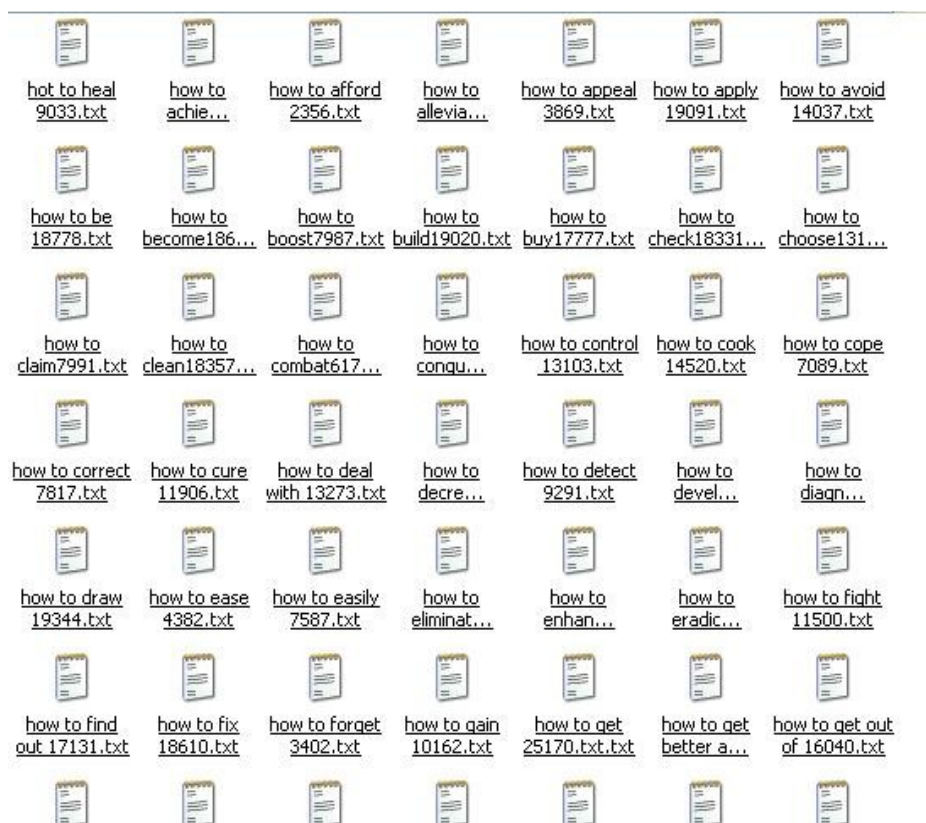 hot to heal
9033.txt
how to
achie...
how to afford
2356.txt
how to
allevia...
how to appeal
3869.txt
how to apply
19091.txt
how to avoid
14037.txt
how to be
18778.txt
how to
become186...
how to
boost7987.txt
how to
build19020.txt
how to
buy17777.txt
how to
check18331...
how to
choose131...
how to
claim7991.txt
how to
clean18357...
how to
combat617...
how to
conqu...
how to control
13103.txt
how to cook
14520.txt
how to cope
7089.txt
how to correct
7817.txt
how to cure
11906.txt
how to deal
with 13273.txt
how to
decre...
how to detect
9291.txt
how to
devel...
how to
diagn...
how to draw
19344.txt
how to ease
4382.txt
how to easily
7587.txt
how to
eliminat...
how to
enhan...
how to
eradic...
how to fight
11500.txt
how to find
out 17131.txt
how to fix
18610.txt
how to forget
3402.txt
how to gain
10162.txt
how to get
25170.txt.txt
how to get
better a...
how to get out
of 16040.txt